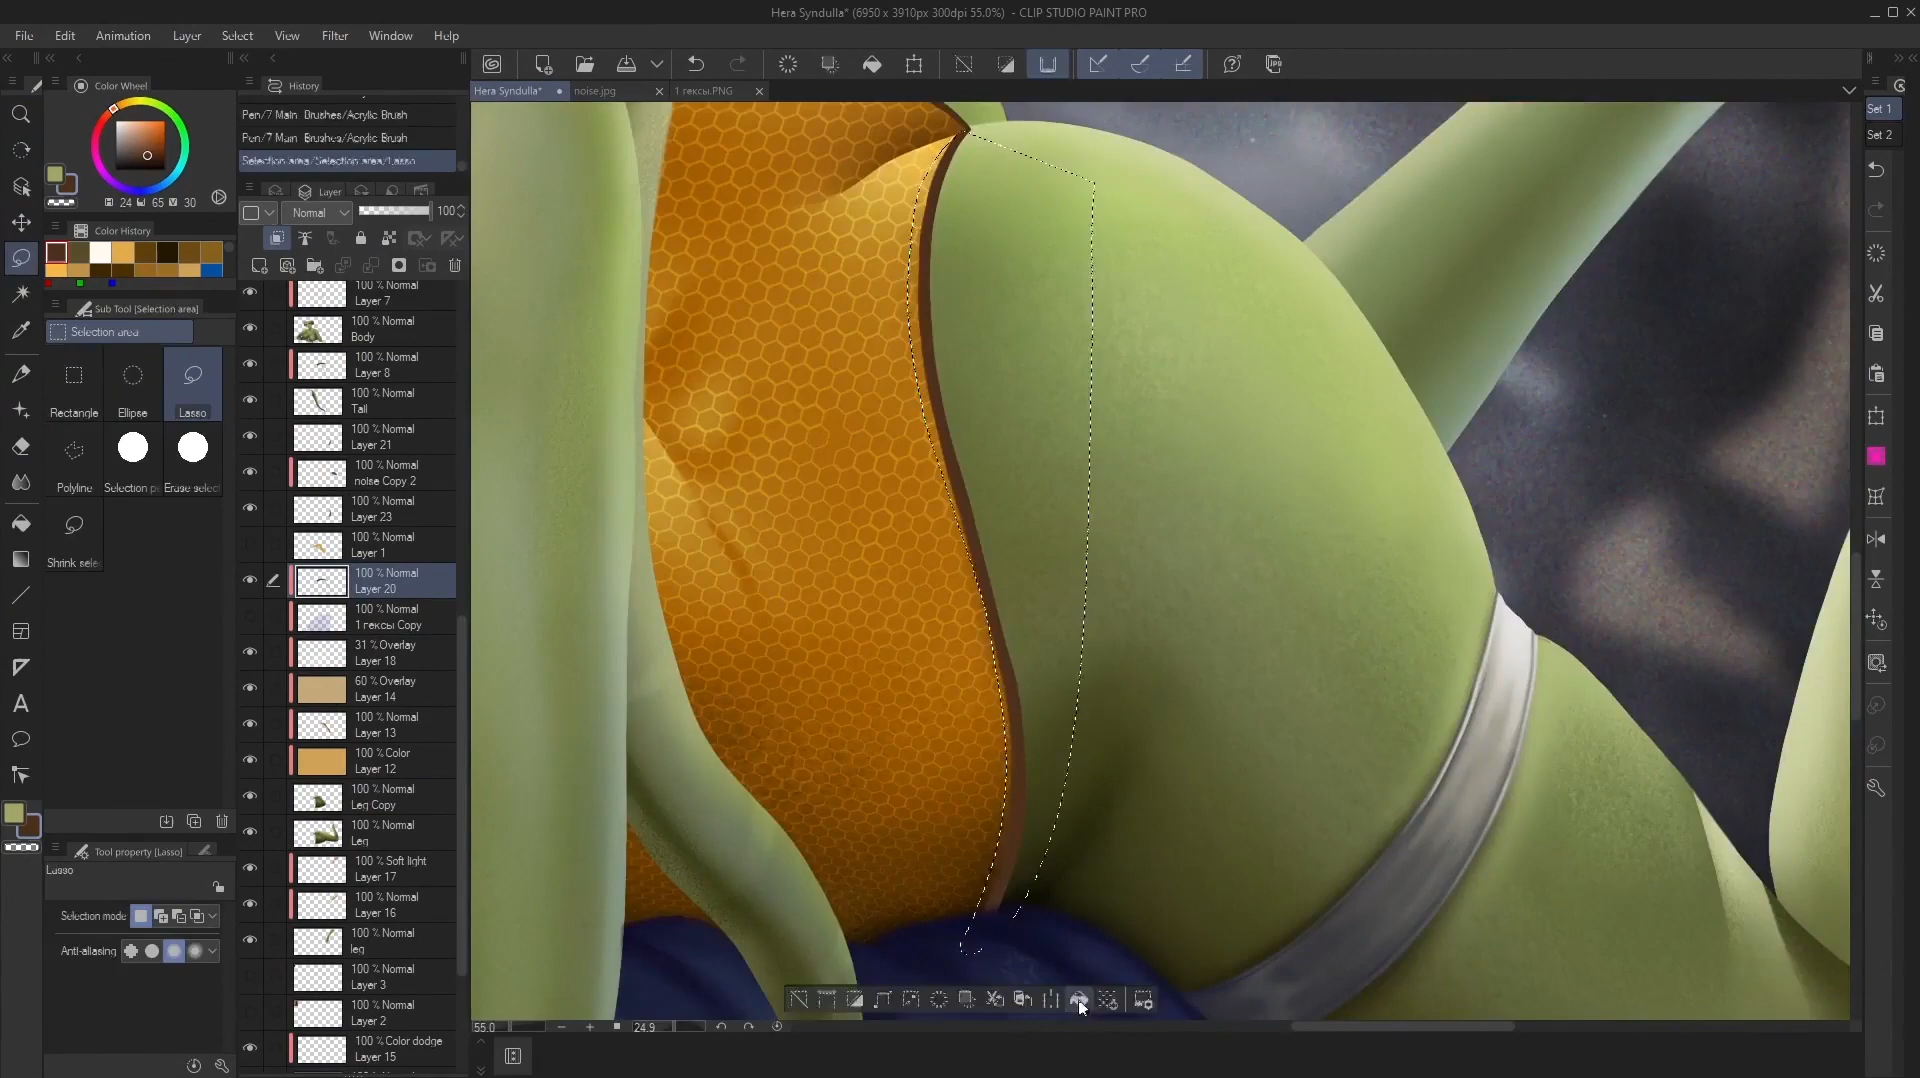 Hera Syndulla* (6950 x 3910px 300dpi 55.0%) - CLIP STUDIO PAINT PRO
File Edit Animation Layer Select View Filter Window Help
Color Wheel
H 24 S 65 V 30
Color History
Sub Tool [Selection area]
Selection area
Rectangle Ellipse Lasso
Polyline Selection pe Erase select
Shrink sele
Tool property [Lasso]
Lasso
Selection mode
Anti-aliasing
History
Pen/7 Main Brushes/Acrylic Brush
Pen/7 Main Brushes/Acrylic Brush
Selection area/Selection area/Lasso
Layer
Normal 100
100 % Normal
Layer 7
100 % Normal
Body
100 % Normal
Layer 8
100 % Normal
Tail
100 % Normal
Layer 21
100 % Normal
noise Copy 2
100 % Normal
Layer 23
100 % Normal
Layer 1
100 % Normal
Layer 20
100 % Normal
1 гексы Copy
31 % Overlay
Layer 18
60 % Overlay
Layer 14
100 % Normal
Layer 13
100 % Color
Layer 12
100 % Normal
Leg Copy
100 % Normal
Leg
100 % Soft light
Layer 17
100 % Normal
Layer 16
100 % Normal
leg
100 % Normal
Layer 3
100 % Normal
Layer 2
100 % Color dodge
Layer 15
Hera Syndulla*
noise.jpg
1 гексы.PNG
55.0
24.9
Set 1
Set 2